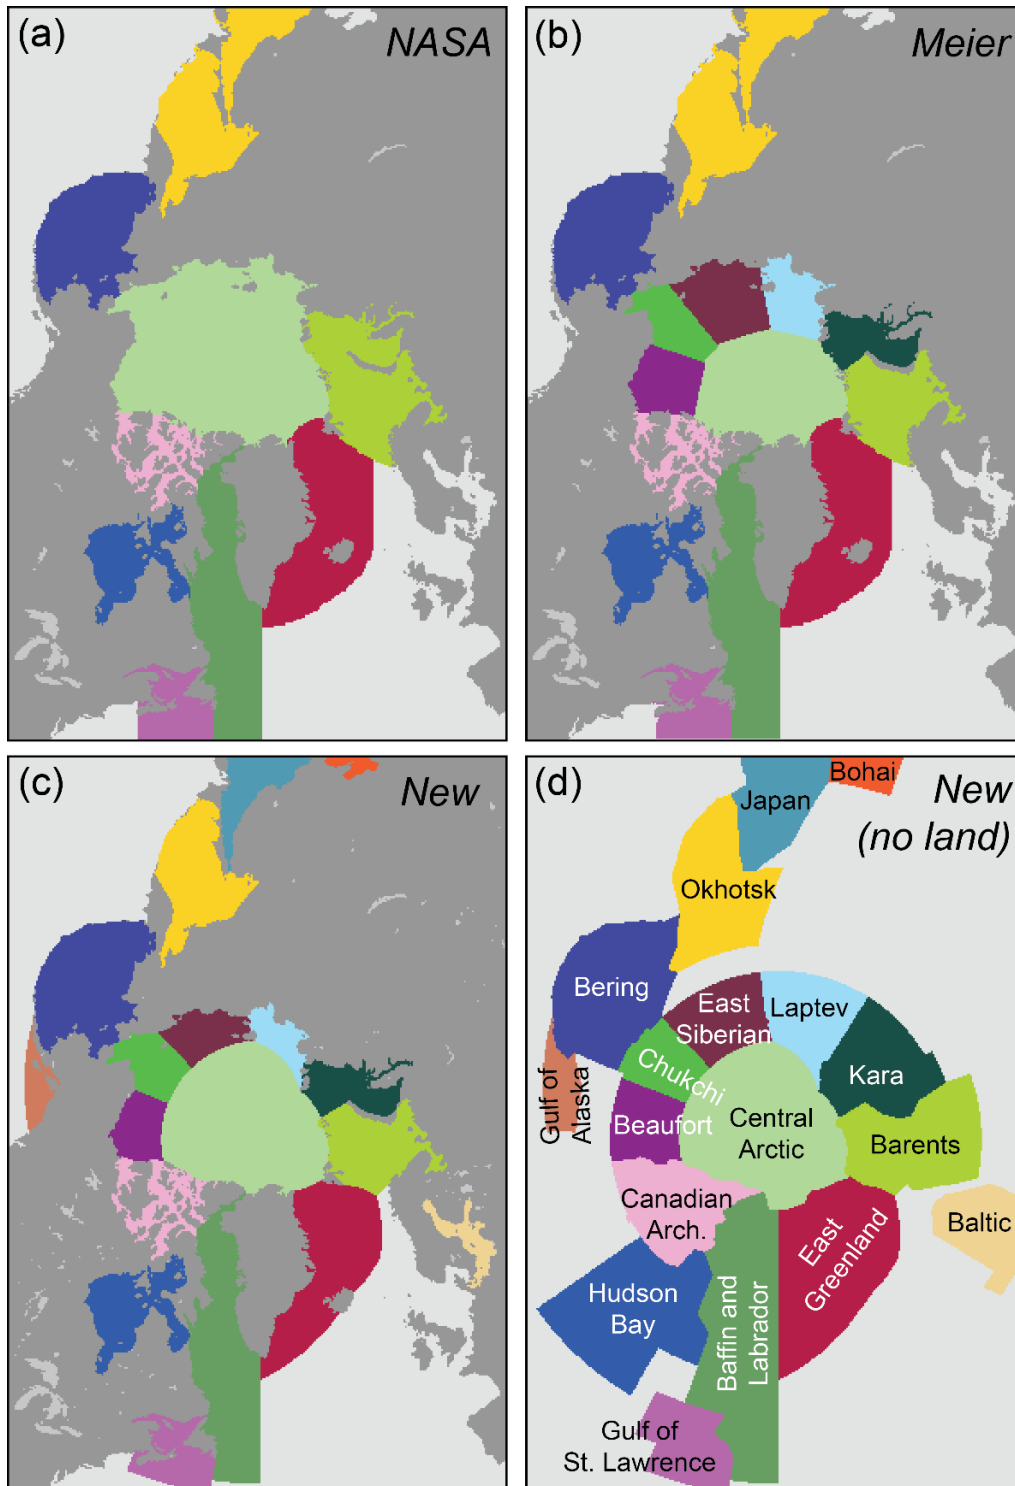 (a)
NASA
(b)
Meier
(c)
New
(d)
New
(no land)
Bohai
Japan
Okhotsk
Bering
East
Siberian
Laptev
Kara
Chukchi
Gulf of
Alaska
Beaufort
Central
Arctic
Barents
Canadian
Arch.
East
Greenland
Baltic
Hudson
Bay
Baffin and
Labrador
Gulf of
St. Lawrence